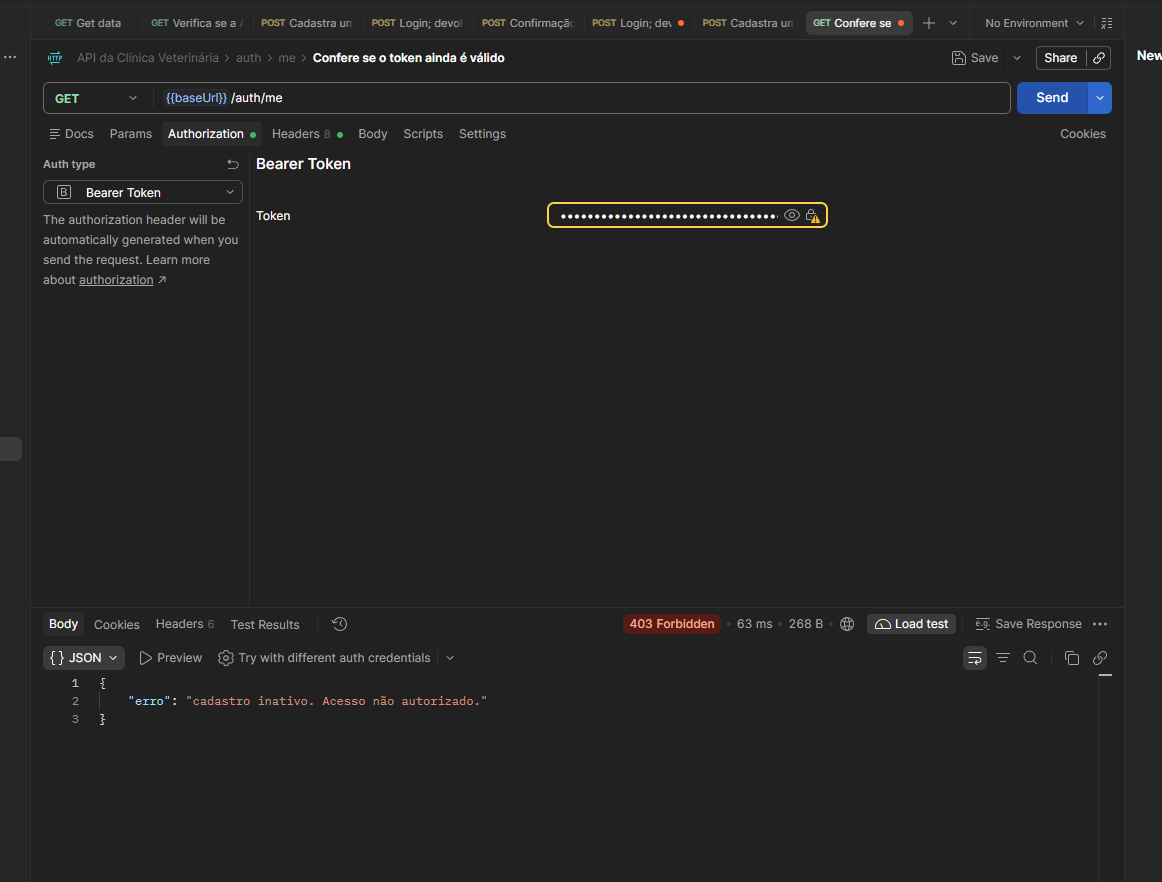 GET Get data GET Verifica se a A POST Cadastra um POST Login; devol POST Confirmação POST Login; dev POST Cadastra um GET Confere se No Environment
API da Clínica Veterinária > auth > me > Confere se o token ainda é válido Save Share
New
GET {{baseUrl}} /auth/me Send
Docs Params Authorization Headers 8 Body Scripts Settings Cookies
Auth type
Bearer Token
B Bearer Token
The authorization header will be
automatically generated when you
send the request. Learn more
about authorization ↗
Token
Body Cookies Headers 6 Test Results 403 Forbidden • 63 ms • 268 B Load test e.g. Save Response
{} JSON Preview Try with different auth credentials
1 {
2 "erro": "cadastro inativo. Acesso não autorizado."
3 }